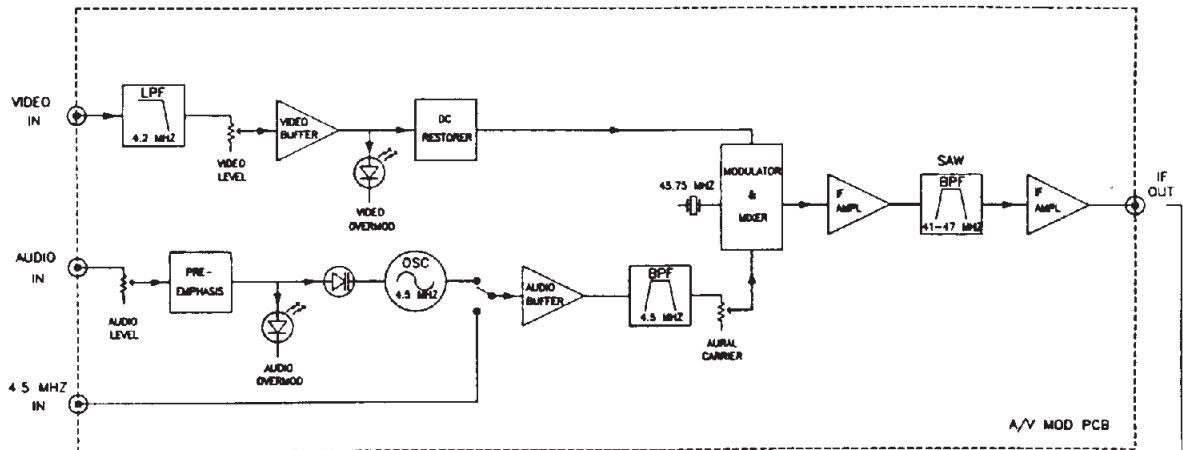 VIDEO
IN
LPF
4.2 MHZ
VIDEO
LEVEL
VIDEO
BUFFER
VIDEO
OVERMOD
DC
RESTORER
45.75 MHZ
MODULATOR
&
MIXER
IF
AMPL
SAW
BPF
41-47 MHZ
IF
AMPL
IF
OUT
AUDIO
IN
AUDIO
LEVEL
PRE-
EMPHASIS
AUDIO
OVERMOD
OSC
4.5 MHZ
AUDIO
BUFFER
BPF
4.5 MHZ
AURAL
CARRIER
4.5 MHZ
IN
A/V MOD PCB